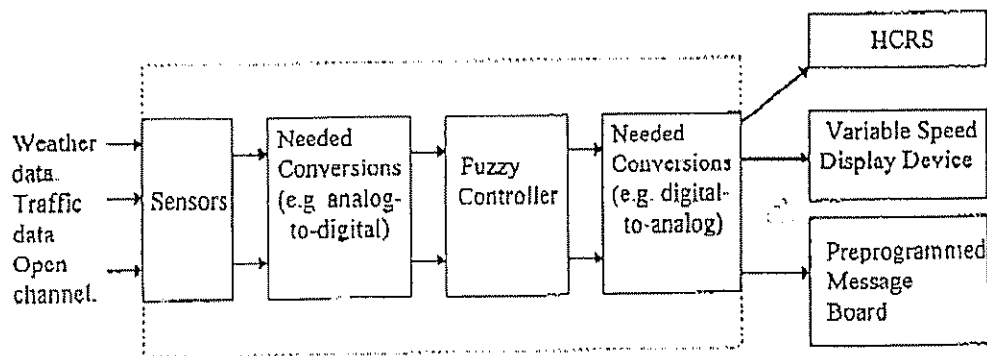 Weather
data.
Traffic
data
Open
channel.
Sensors
Needed
Conversions
(e.g analog-
to-digital)
Fuzzy
Controller
Needed
Conversions
(e.g. digital-
to-analog)
HCRS
Variable Speed
Display Device
Preprogrammed
Message
Board